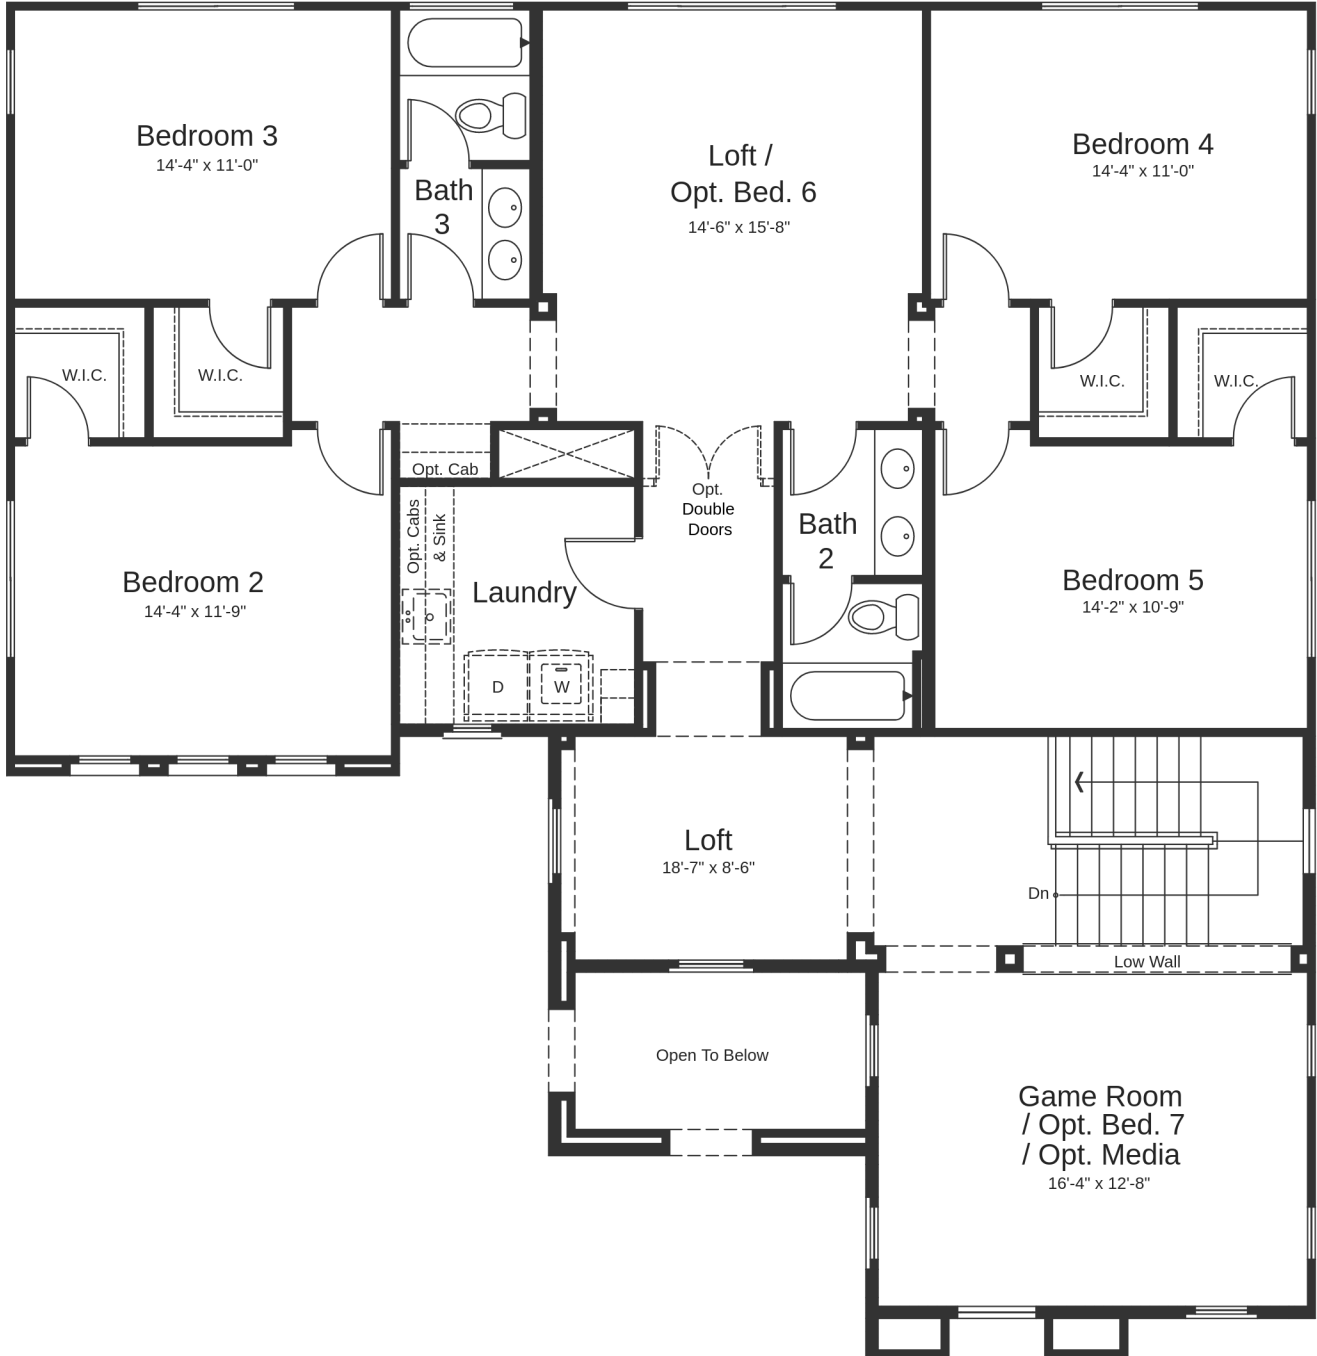 Bedroom 3
14'-4" x 11'-0"
Bath
3
Loft /
Opt. Bed. 6
14'-6" x 15'-8"
Bedroom 4
14'-4" x 11'-0"
W.I.C.
W.I.C.
W.I.C.
W.I.C.
Opt. Cab
Opt. Cabs
& Sink
Opt.
Double
Doors
Bath
2
Bedroom 2
14'-4" x 11'-9"
Laundry
D
W
Bedroom 5
14'-2" x 10'-9"
Loft
18'-7" x 8'-6"
Dn
Low Wall
Open To Below
Game Room
/ Opt. Bed. 7
/ Opt. Media
16'-4" x 12'-8"